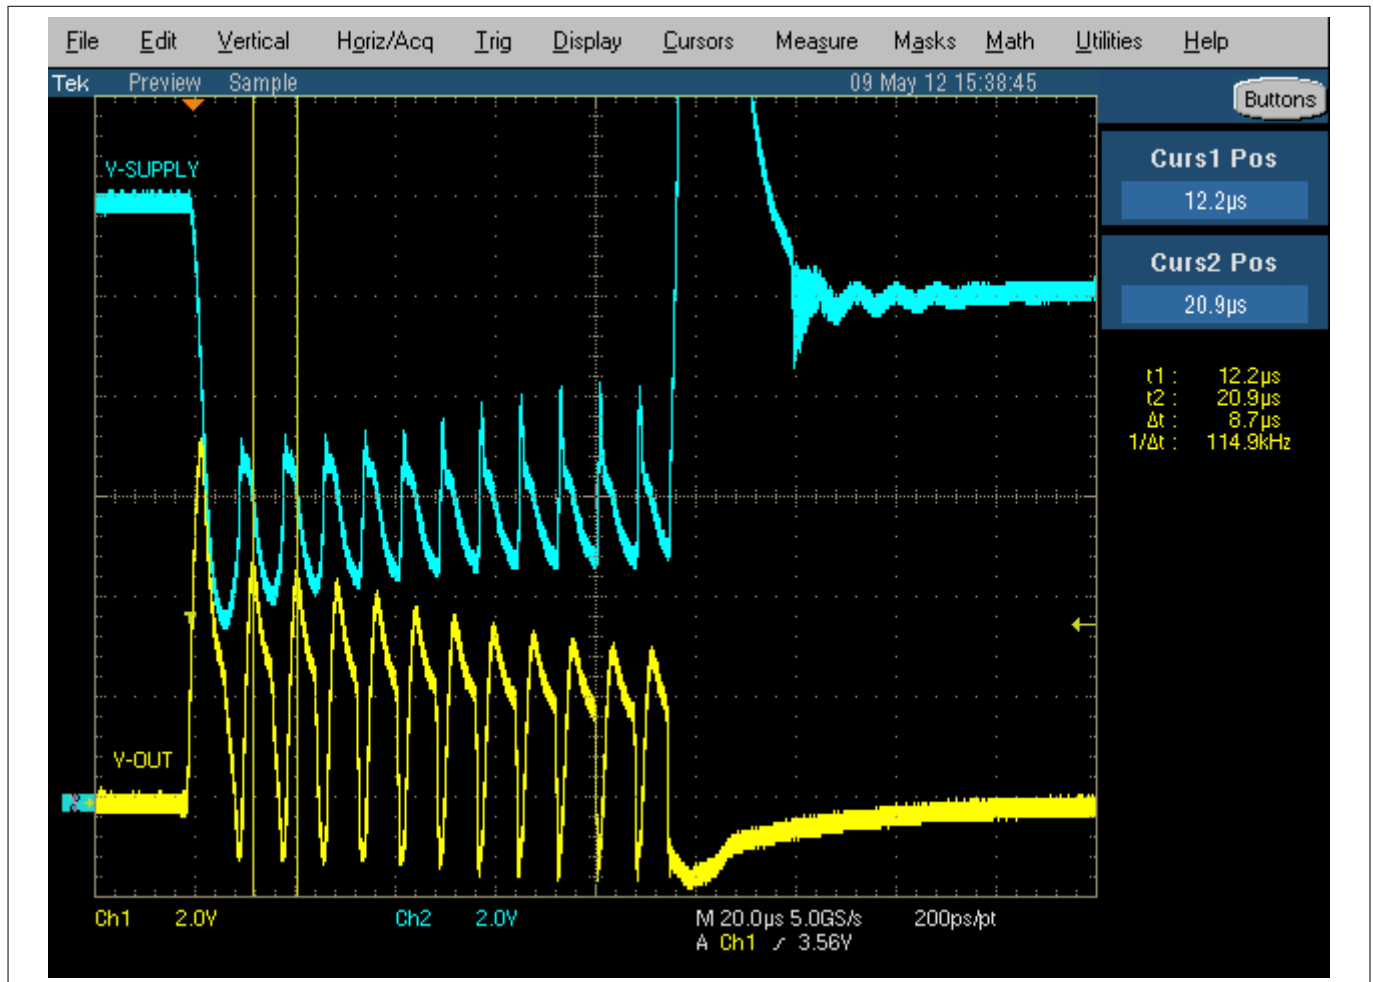 File Edit Vertical Horiz/Acq Trig Display Cursors Measure Masks Math Utilities Help
Tek Preview Sample 09 May 12 15:38:45
Buttons
Curs1 Pos
12.2µs
Curs2 Pos
20.9µs
t1 : 12.2µs
t2 : 20.9µs
Δt : 8.7µs
1/Δt : 114.9kHz
V-SUPPLY
V-OUT
Ch1 2.0V Ch2 2.0V M 20.0µs 5.0GS/s 200ps/pt
A Ch1 / 3.56V